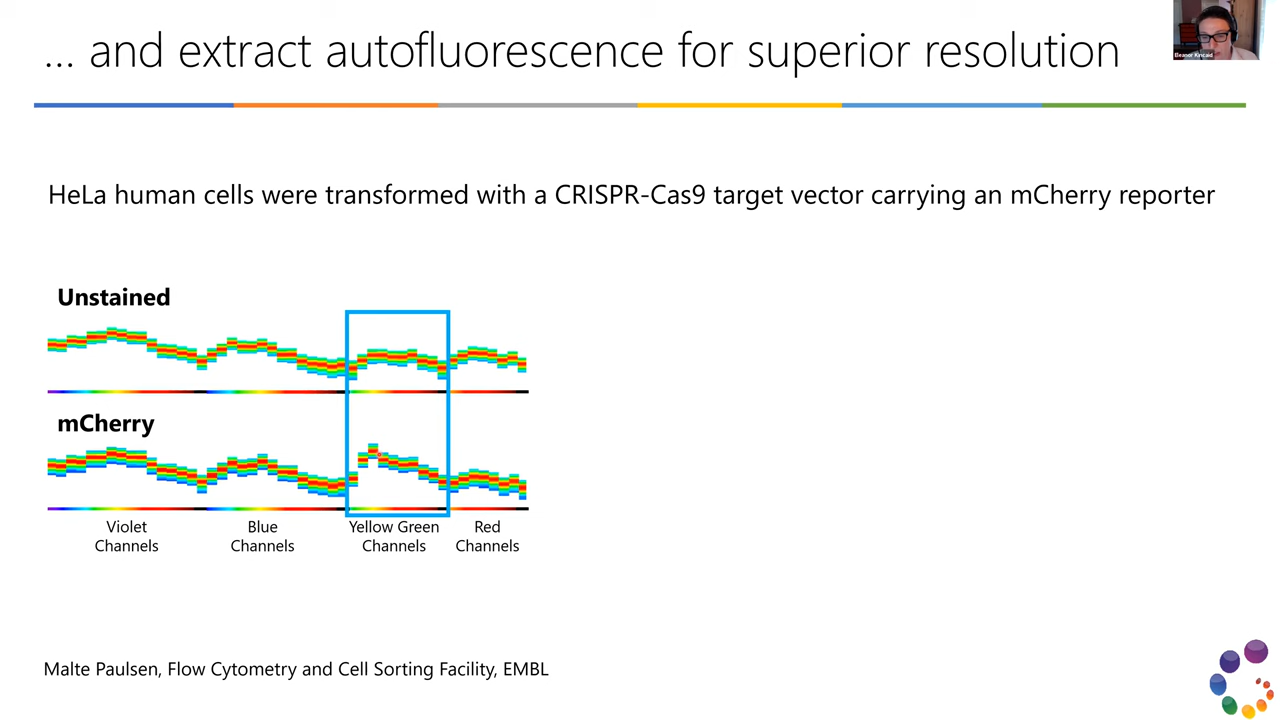 ... and extract autofluorescence for superior resolution
Eleanor Kincaid
HeLa human cells were transformed with a CRISPR-Cas9 target vector carrying an mCherry reporter
Unstained
mCherry
Violet Channels
Blue Channels
Yellow Green Channels
Red Channels
Malte Paulsen, Flow Cytometry and Cell Sorting Facility, EMBL